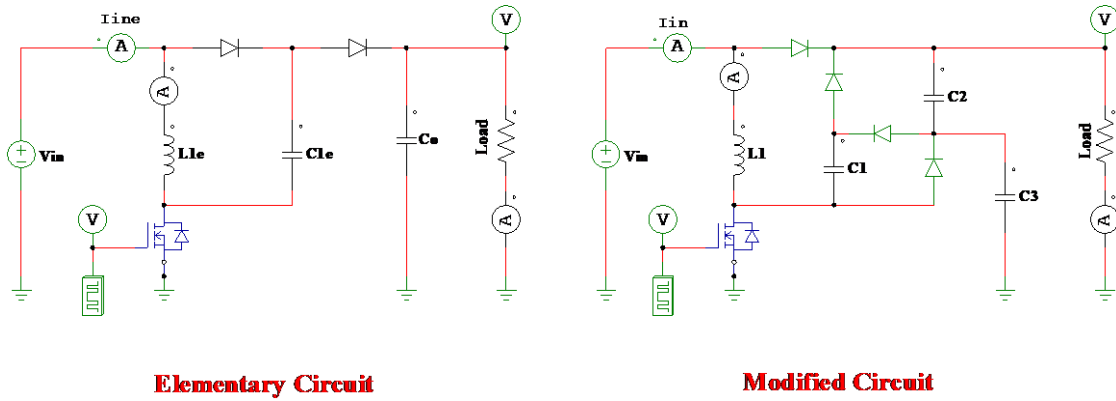 Iine
A
V
A
Vin
L1e
C1e
Co
Load
V
A
Elementary Circuit
Iin
A
V
A
Vin
L1
C2
C1
C3
Load
V
A
Modified Circuit